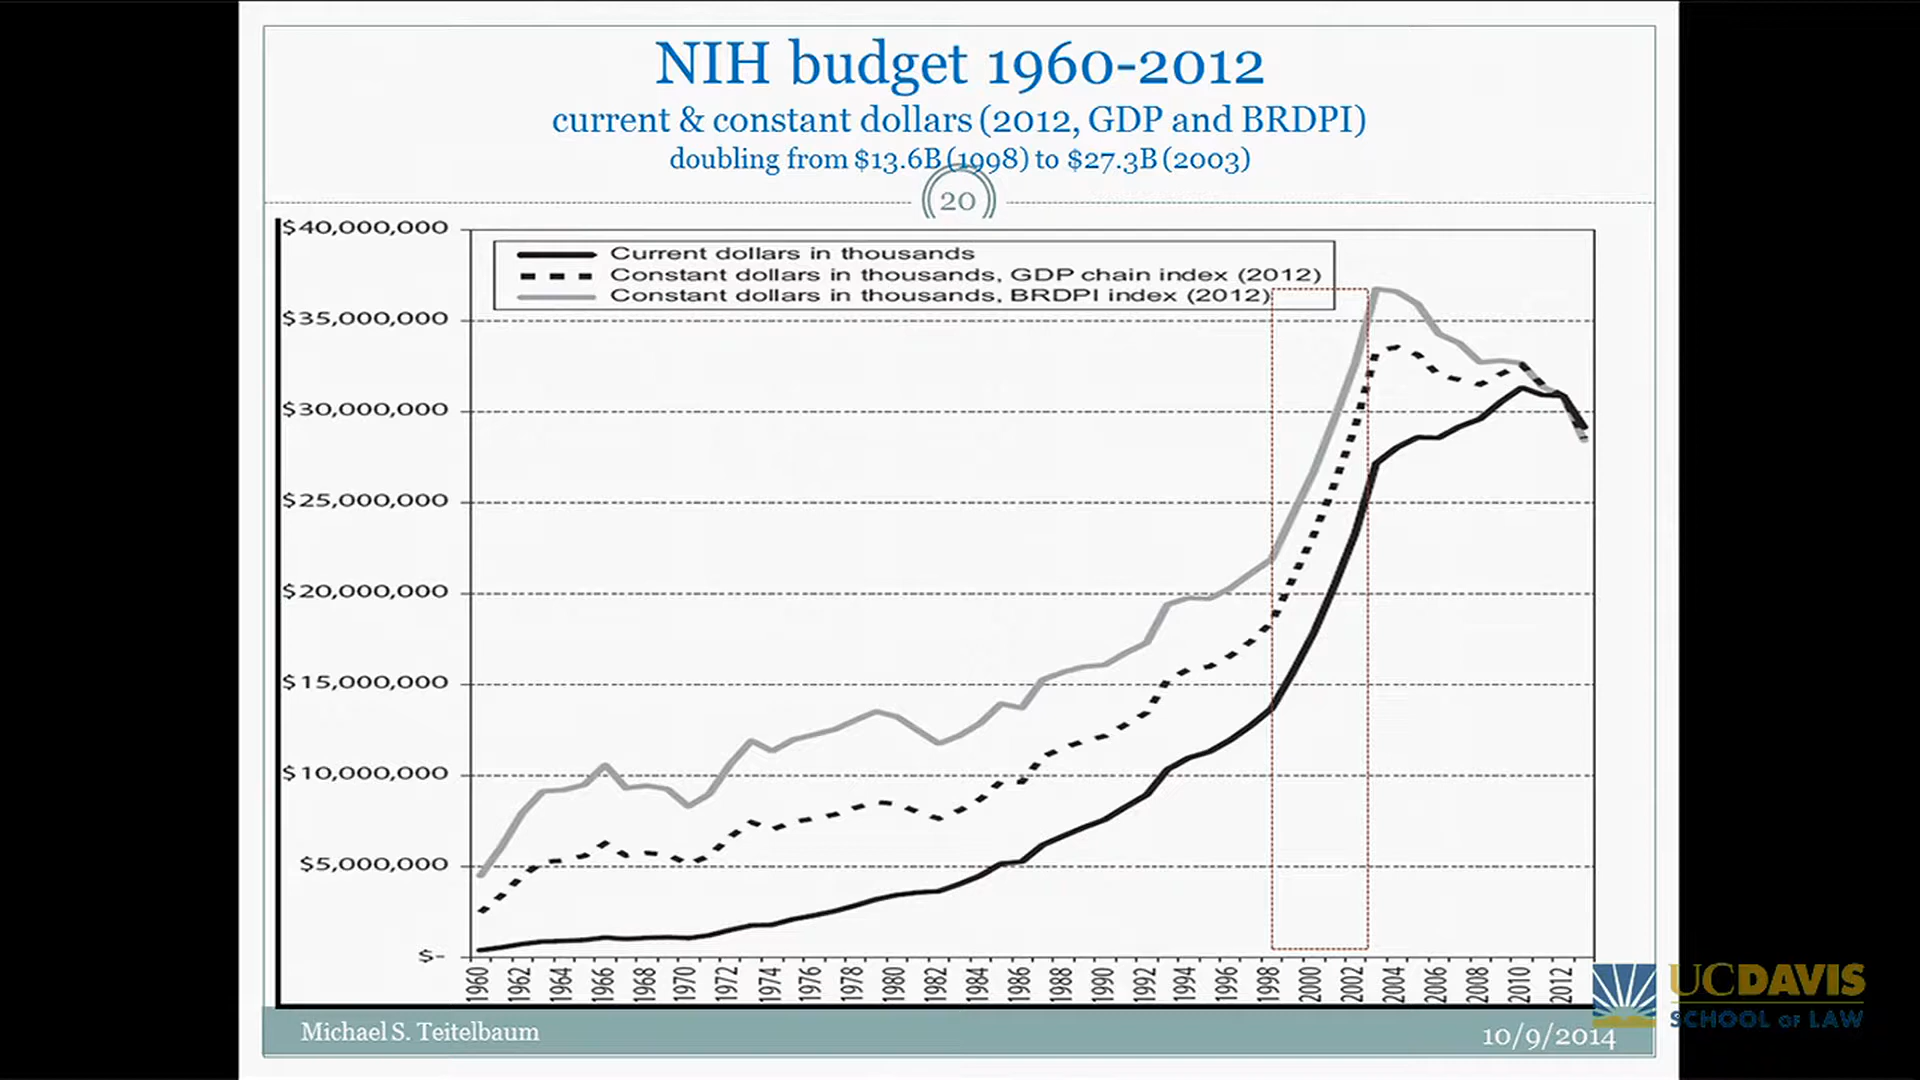 NIH budget 1960-2012
current & constant dollars (2012, GDP and BRDPI)
doubling from $13.6B (1998) to $27.3B (2003)
20
$40,000,000
$35,000,000
$30,000,000
$25,000,000
$20,000,000
$15,000,000
$10,000,000
$5,000,000
$-
Current dollars in thousands
Constant dollars in thousands, GDP chain index (2012)
Constant dollars in thousands, BRDPI index (2012)
1960 1962 1964 1966 1968 1970 1972 1974 1976 1978 1980 1982 1984 1986 1988 1990 1992 1994 1996 1998 2000 2002 2004 2006 2008 2010 2012
Michael S. Teitelbaum
10/9/2014
UCDAVIS
SCHOOL OF LAW